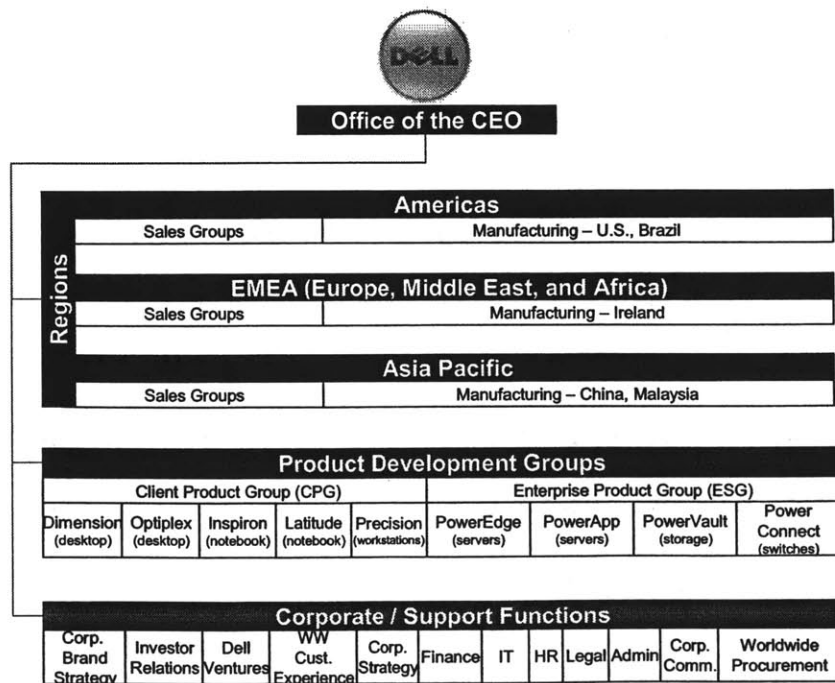 DELL
Office of the CEO
Regions
Americas
Sales Groups Manufacturing – U.S., Brazil
EMEA (Europe, Middle East, and Africa)
Sales Groups Manufacturing – Ireland
Asia Pacific
Sales Groups Manufacturing – China, Malaysia
Product Development Groups
Client Product Group (CPG) Enterprise Product Group (ESG)
Dimension
(desktop)
Optiplex
(desktop)
Inspiron
(notebook)
Latitude
(notebook)
Precision
(workstations)
PowerEdge
(servers)
PowerApp
(servers)
PowerVault
(storage)
Power
Connect
(switches)
Corporate / Support Functions
Corp.
Brand
Strategy
Investor
Relations
Dell
Ventures
WW
Cust.
Experience
Corp.
Strategy
Finance
IT
HR
Legal
Admin
Corp.
Comm.
Worldwide
Procurement